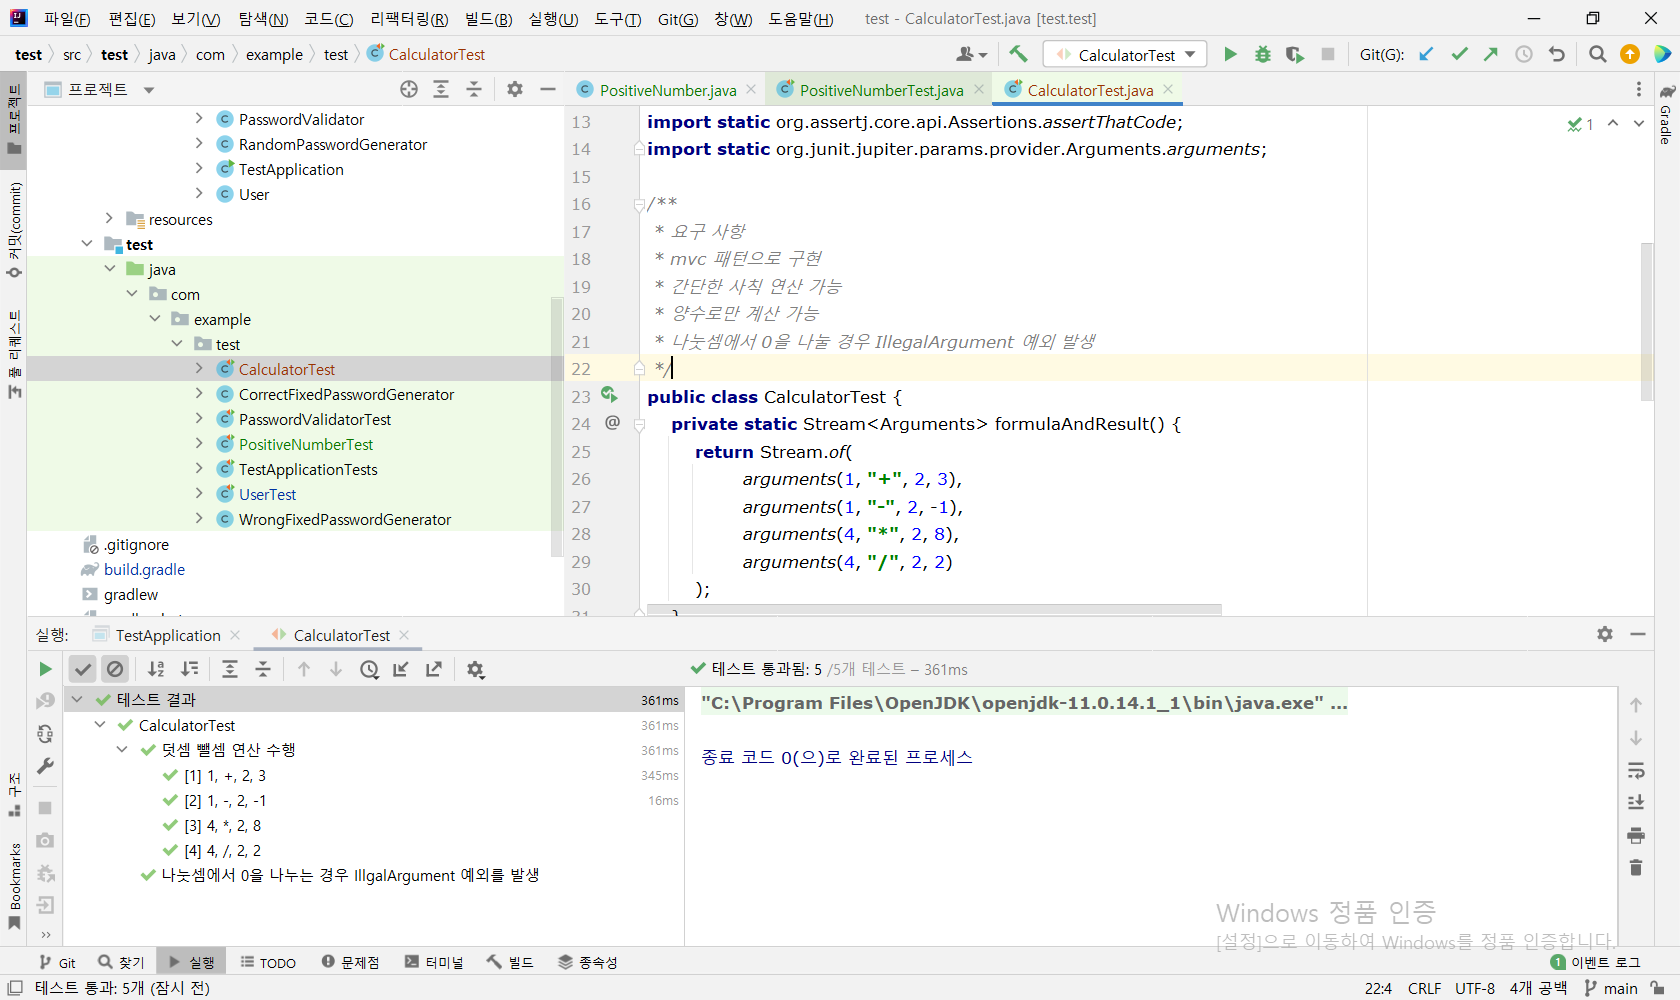 파일(F) 편집(E) 보기(V) 탐색(N) 코드(C) 리팩터링(R) 빌드(B) 실행(U) 도구(T) Git(G) 창(W) 도움말(H) test - CalculatorTest.java [test.test]
test src test java com example test CalculatorTest
CalculatorTest Git(G):
프로젝트
프로젝트
커밋(commit)
풀 리퀘스트
구조
Bookmarks
PasswordValidator
RandomPasswordGenerator
TestApplication
User
resources
test
java
com
example
test
CalculatorTest
CorrectFixedPasswordGenerator
PasswordValidatorTest
PositiveNumberTest
TestApplicationTests
UserTest
WrongFixedPasswordGenerator
.gitignore
build.gradle
gradlew
PositiveNumber.java PositiveNumberTest.java CalculatorTest.java
Gradle
1
13 import static org.assertj.core.api.Assertions.assertThatCode;
14 import static org.junit.jupiter.params.provider.Arguments.arguments;
15
16 /**
17 * 요구 사항
18 * mvc 패턴으로 구현
19 * 간단한 사칙 연산 가능
20 * 양수로만 계산 가능
21 * 나눗셈에서 0을 나눌 경우 IllegalArgument 예외 발생
22 */
23 public class CalculatorTest {
24 @ private static Stream<Arguments> formulaAndResult() {
25 return Stream.of(
26 arguments(1, "+", 2, 3),
27 arguments(1, "-", 2, -1),
28 arguments(4, "*", 2, 8),
29 arguments(4, "/", 2, 2)
30 );
31 }
실행: TestApplication CalculatorTest
테스트 통과됨: 5 /5개 테스트 – 361ms
테스트 결과 361ms
CalculatorTest 361ms
덧셈 뺄셈 연산 수행 361ms
[1] 1, +, 2, 3 345ms
[2] 1, -, 2, -1 16ms
[3] 4, *, 2, 8
[4] 4, /, 2, 2
나눗셈에서 0을 나누는 경우 IllgalArgument 예외를 발생
"C:\Program Files\OpenJDK\openjdk-11.0.14.1_1\bin\java.exe" ...
종료 코드 0(으)로 완료된 프로세스
Windows 정품 인증
[설정]으로 이동하여 Windows를 정품 인증합니다.
Git 찾기 실행 TODO 문제점 터미널 빌드 종속성 1 이벤트 로그
테스트 통과: 5개 (잠시 전) 22:4 CRLF UTF-8 4개 공백 main